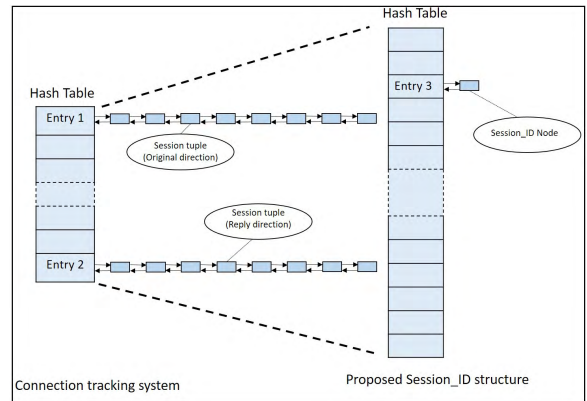 Hash Table
Hash Table
Entry 1
Entry 3
Session tuple
(Original direction)
Session_ID Node
Session tuple
(Reply direction)
Entry 2
Connection tracking system
Proposed Session_ID structure